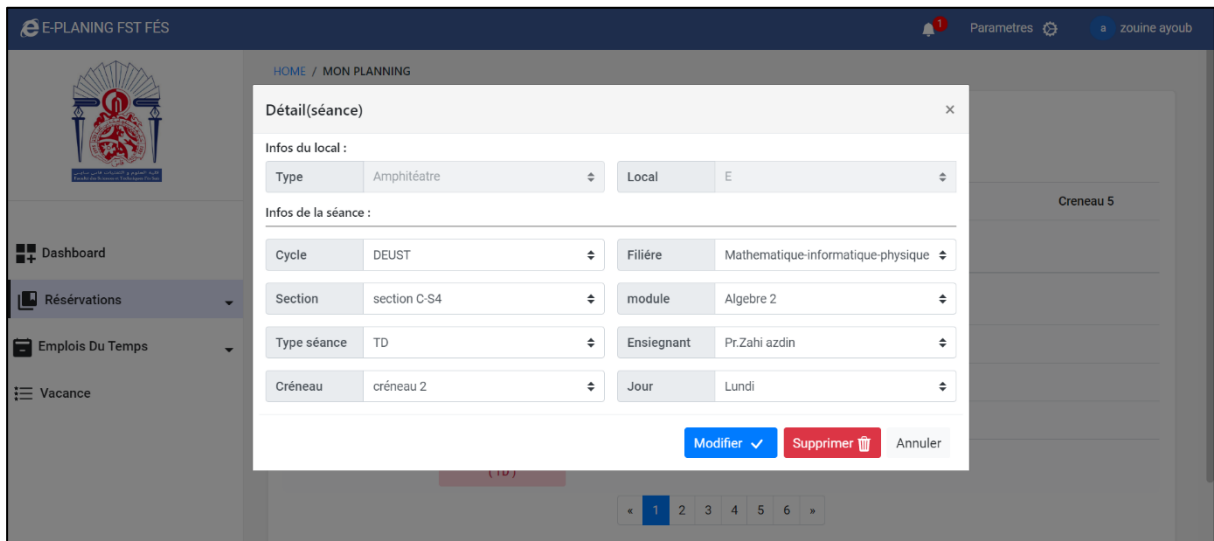 E-PLANING FST FÉS
1
Parametres
a
zouine ayoub
HOME / MON PLANNING
Détail(séance)
×
Infos du local :
Type Amphitéatre Local E
Infos de la séance :
Creneau 5
Cycle DEUST Filiére Mathematique-informatique-physique
Section section C-S4 module Algebre 2
Type séance TD Ensiegnant Pr.Zahi azdin
Créneau créneau 2 Jour Lundi
Modifier Supprimer Annuler
Dashboard
Résérvations
Emplois Du Temps
Vacance
( TD )
« 1 2 3 4 5 6 »